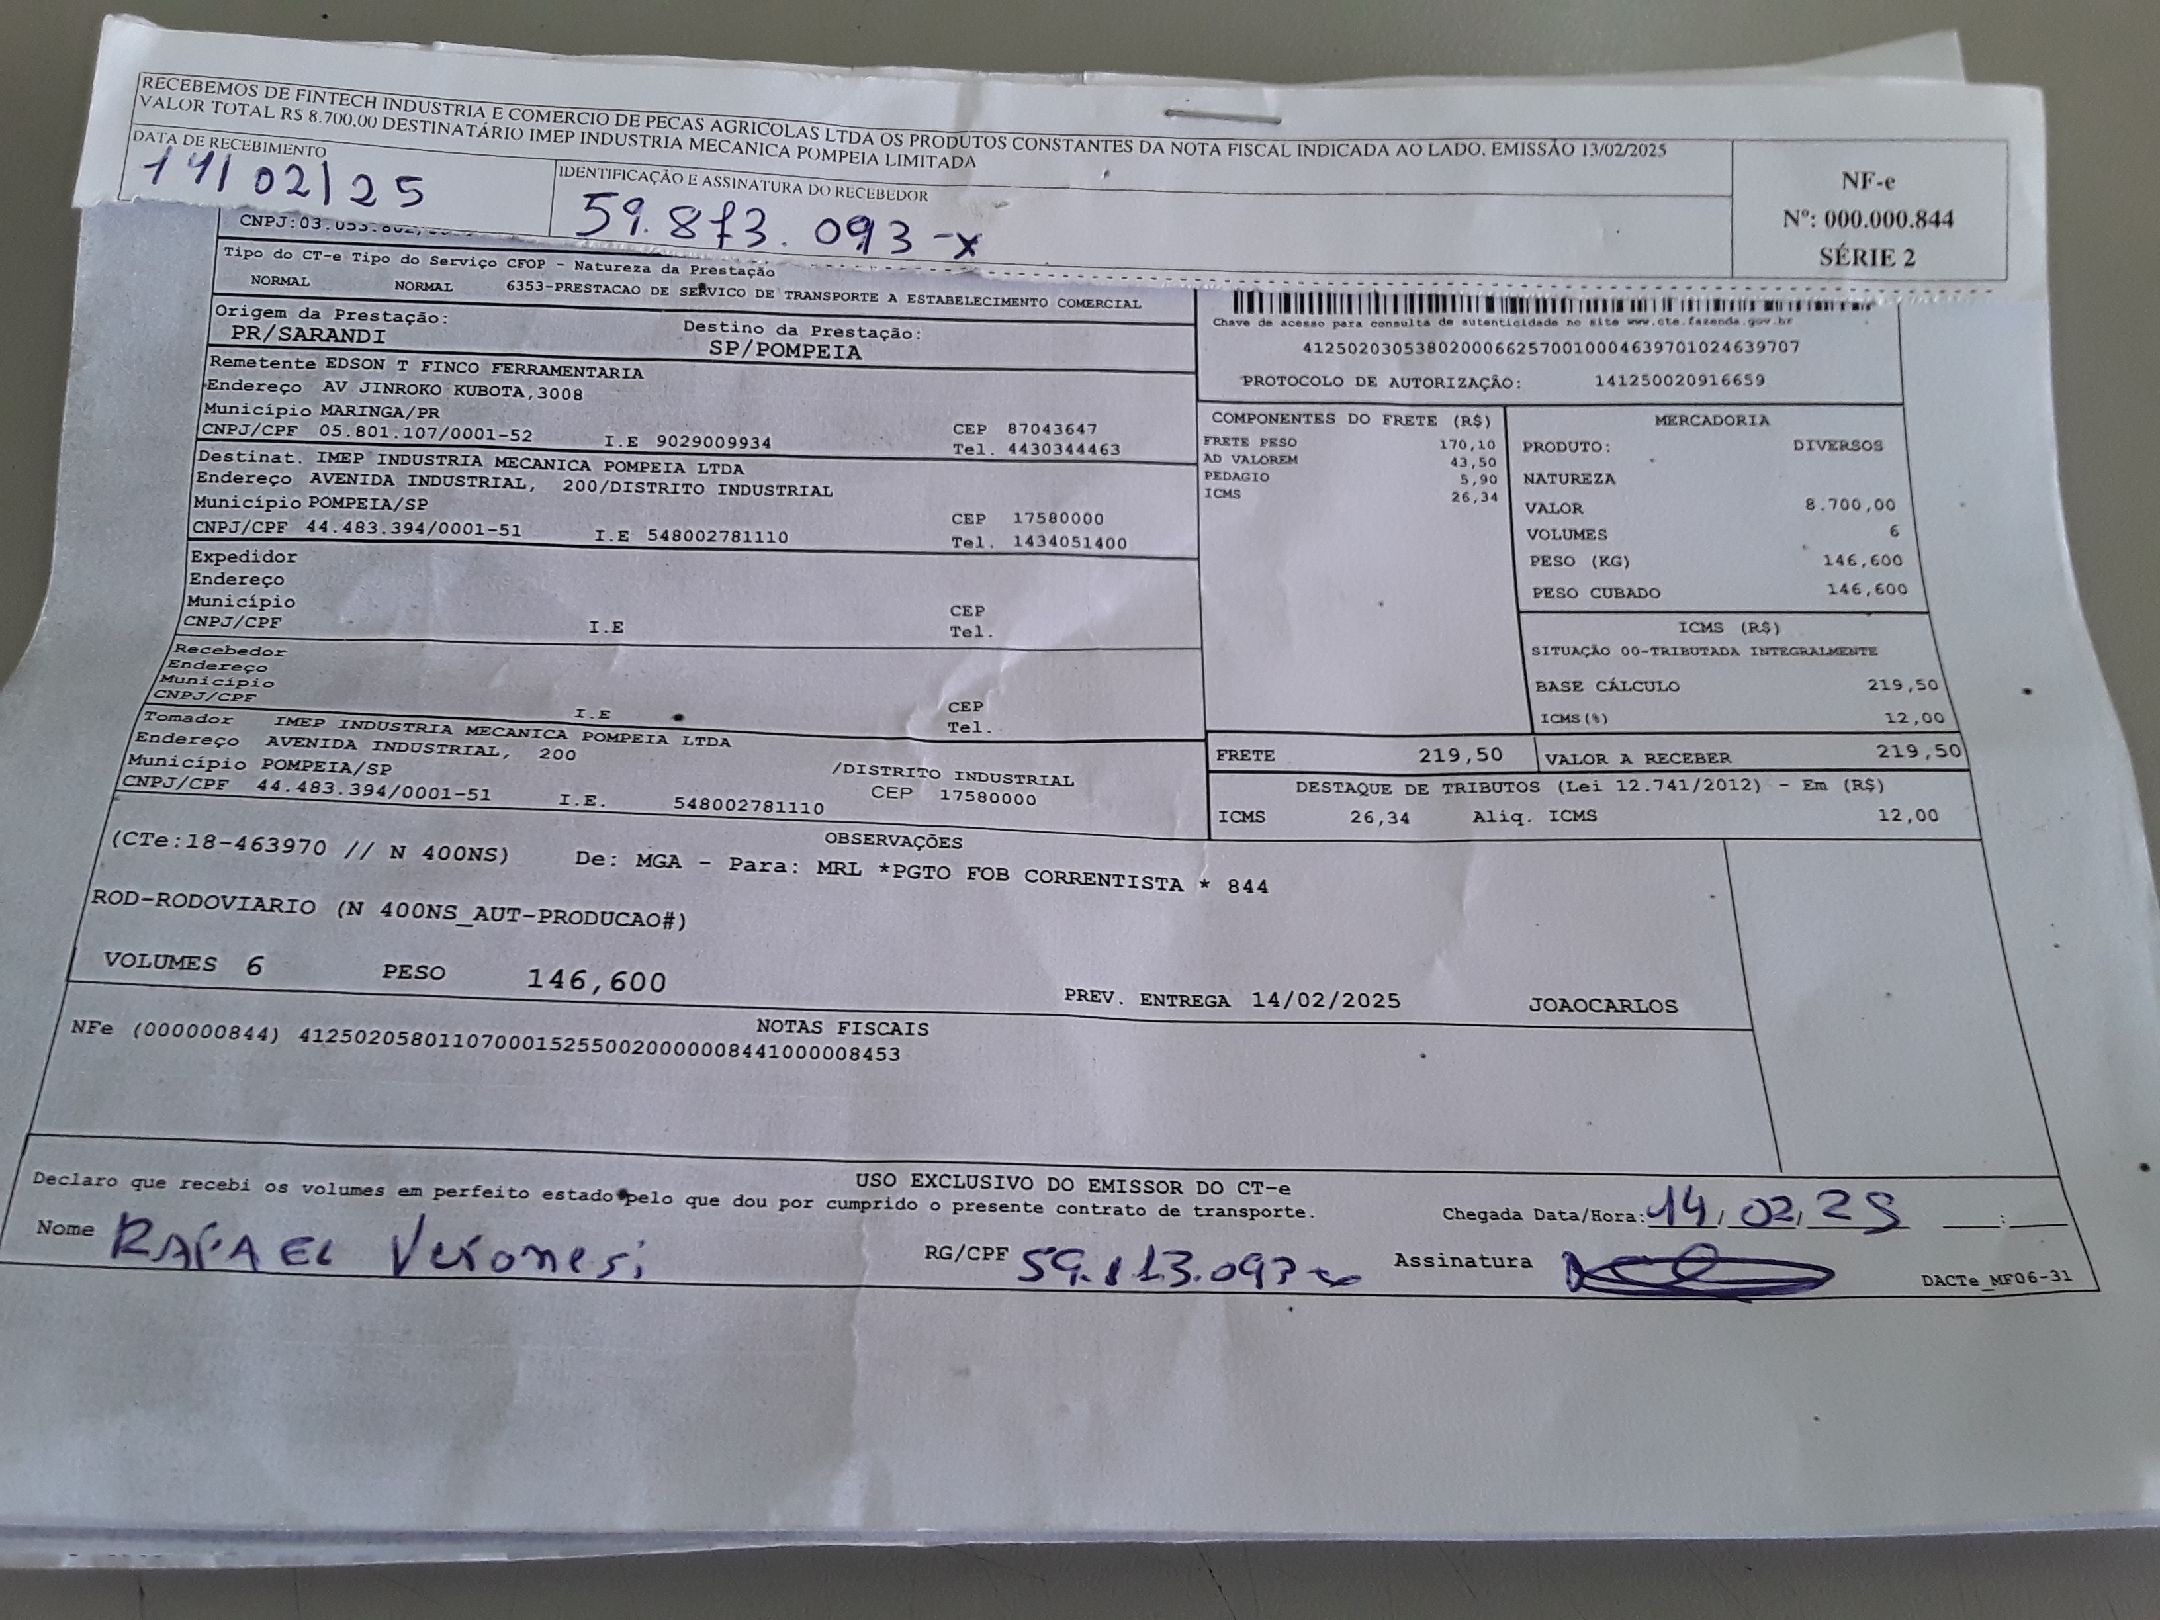 RECEBEMOS DE FINTECH INDUSTRIA E COMERCIO DE PECAS AGRICOLAS LTDA OS PRODUTOS CONSTANTES DA NOTA FISCAL INDICADA AO LADO. EMISSÃO 13/02/2025
VALOR TOTAL R$ 8.700,00 DESTINATÁRIO IMEP INDUSTRIA MECANICA POMPEIA LIMITADA
DATA DE RECEBIMENTO
14/02/25
IDENTIFICAÇÃO E ASSINATURA DO RECEBEDOR
59.873.093-x
NF-e
Nº: 000.000.844
SÉRIE 2
CNPJ:03.053.802/
Tipo do CT-e Tipo do Serviço CFOP - Natureza da Prestação
NORMAL NORMAL 6353-PRESTACAO DE SERVICO DE TRANSPORTE A ESTABELECIMENTO COMERCIAL
Origem da Prestação: Destino da Prestação:
PR/SARANDI SP/POMPEIA
Remetente EDSON T FINCO FERRAMENTARIA
Endereço AV JINROKO KUBOTA,3008
Município MARINGA/PR CEP 87043647
CNPJ/CPF 05.801.107/0001-52 I.E 9029009934 Tel. 4430344463
Destinat. IMEP INDUSTRIA MECANICA POMPEIA LTDA
Endereço AVENIDA INDUSTRIAL, 200/DISTRITO INDUSTRIAL
Município POMPEIA/SP CEP 17580000
CNPJ/CPF 44.483.394/0001-51 I.E 548002781110 Tel. 1434051400
Expedidor
Endereço
Município CEP
CNPJ/CPF I.E Tel.
Recebedor
Endereço
Município CEP
CNPJ/CPF I.E Tel.
Tomador IMEP INDUSTRIA MECANICA POMPEIA LTDA
Endereço AVENIDA INDUSTRIAL, 200 /DISTRITO INDUSTRIAL
Município POMPEIA/SP CEP 17580000
CNPJ/CPF 44.483.394/0001-51 I.E. 548002781110
Chave de acesso para consulta de autenticidade no site www.cte.fazenda.gov.br
41250203053802000662570010004639701024639707
PROTOCOLO DE AUTORIZAÇÃO: 141250020916659
COMPONENTES DO FRETE (R$)
FRETE PESO 170,10
AD VALOREM 43,50
PEDAGIO 5,90
ICMS 26,34
MERCADORIA
PRODUTO: DIVERSOS
NATUREZA
VALOR 8.700,00
VOLUMES 6
PESO (KG) 146,600
PESO CUBADO 146,600
ICMS (R$)
SITUAÇÃO 00-TRIBUTADA INTEGRALMENTE
BASE CÁLCULO 219,50
ICMS(%) 12,00
FRETE 219,50 VALOR A RECEBER 219,50
DESTAQUE DE TRIBUTOS (Lei 12.741/2012) - Em (R$)
ICMS 26,34 Aliq. ICMS 12,00
OBSERVAÇÕES
(CTe:18-463970 // N 400NS) De: MGA - Para: MRL *PGTO FOB CORRENTISTA * 844
ROD-RODOVIARIO (N 400NS_AUT-PRODUCAO#)
VOLUMES 6 PESO 146,600 PREV. ENTREGA 14/02/2025 JOAOCARLOS
NOTAS FISCAIS
NFe (000000844) 41250205801107000152550020000008441000008453
USO EXCLUSIVO DO EMISSOR DO CT-e
Declaro que recebi os volumes em perfeito estado pelo que dou por cumprido o presente contrato de transporte.
Chegada Data/Hora: 14/02/25 :
Nome RAFAEL Veronesi RG/CPF 59.873.093-x Assinatura
DACTe_MF06-31